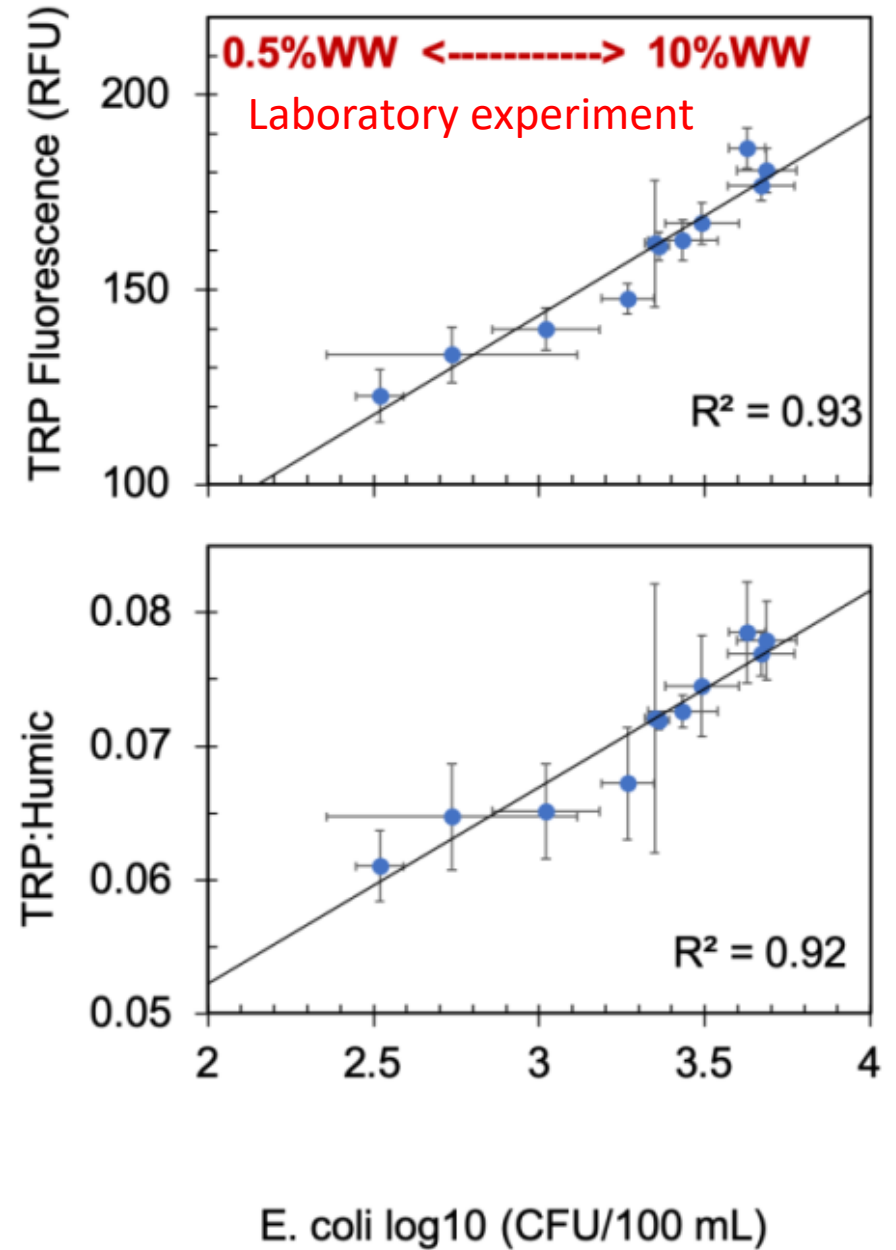 TRP Fluorescence (RFU)
0.5%WW <-----------> 10%WW
Laboratory experiment
200
150
100
R² = 0.93
TRP:Humic
0.08
0.07
0.06
0.05
R² = 0.92
2 2.5 3 3.5 4
E. coli log10 (CFU/100 mL)